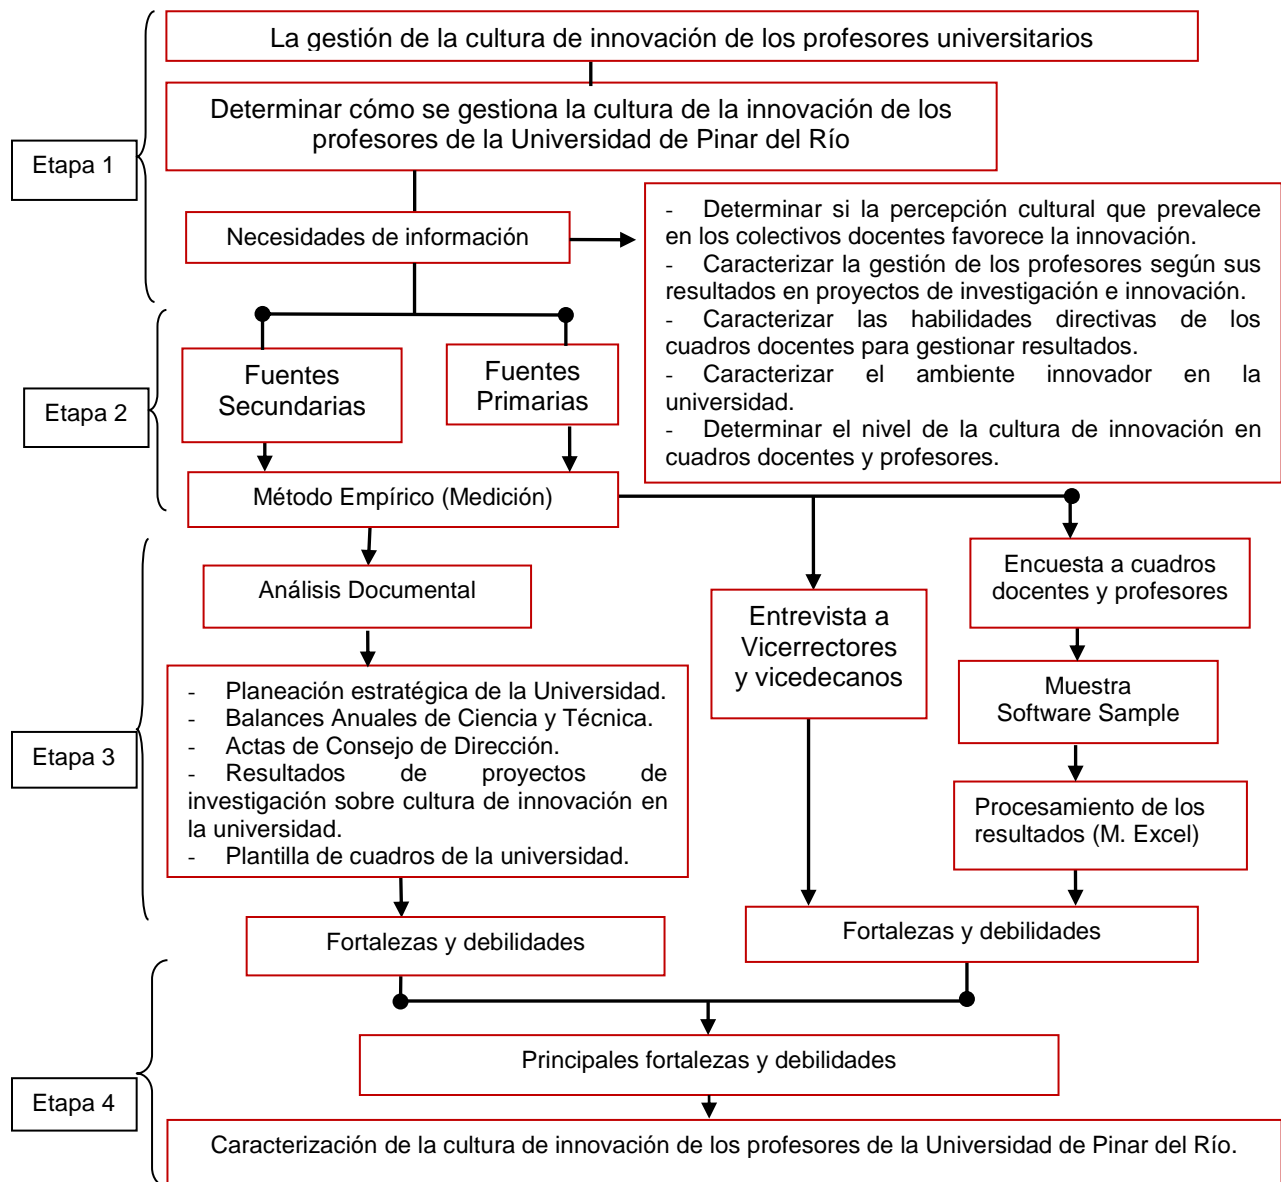 La gestión de la cultura de innovación de los profesores universitarios
Determinar cómo se gestiona la cultura de la innovación de los
profesores de la Universidad de Pinar del Río
Etapa 1
Necesidades de información
- Determinar si la percepción cultural que prevalece
en los colectivos docentes favorece la innovación.
- Caracterizar la gestión de los profesores según sus
resultados en proyectos de investigación e innovación.
- Caracterizar las habilidades directivas de los
cuadros docentes para gestionar resultados.
- Caracterizar el ambiente innovador en la
universidad.
- Determinar el nivel de la cultura de innovación en
cuadros docentes y profesores.
Etapa 2
Fuentes
Secundarias
Fuentes
Primarias
Método Empírico (Medición)
Etapa 3
Análisis Documental
- Planeación estratégica de la Universidad.
- Balances Anuales de Ciencia y Técnica.
- Actas de Consejo de Dirección.
- Resultados de proyectos de
investigación sobre cultura de innovación en
la universidad.
- Plantilla de cuadros de la universidad.
Entrevista a
Vicerrectores
y vicedecanos
Encuesta a cuadros
docentes y profesores
Muestra
Software Sample
Procesamiento de los
resultados (M. Excel)
Fortalezas y debilidades
Fortalezas y debilidades
Etapa 4
Principales fortalezas y debilidades
Caracterización de la cultura de innovación de los profesores de la Universidad de Pinar del Río.